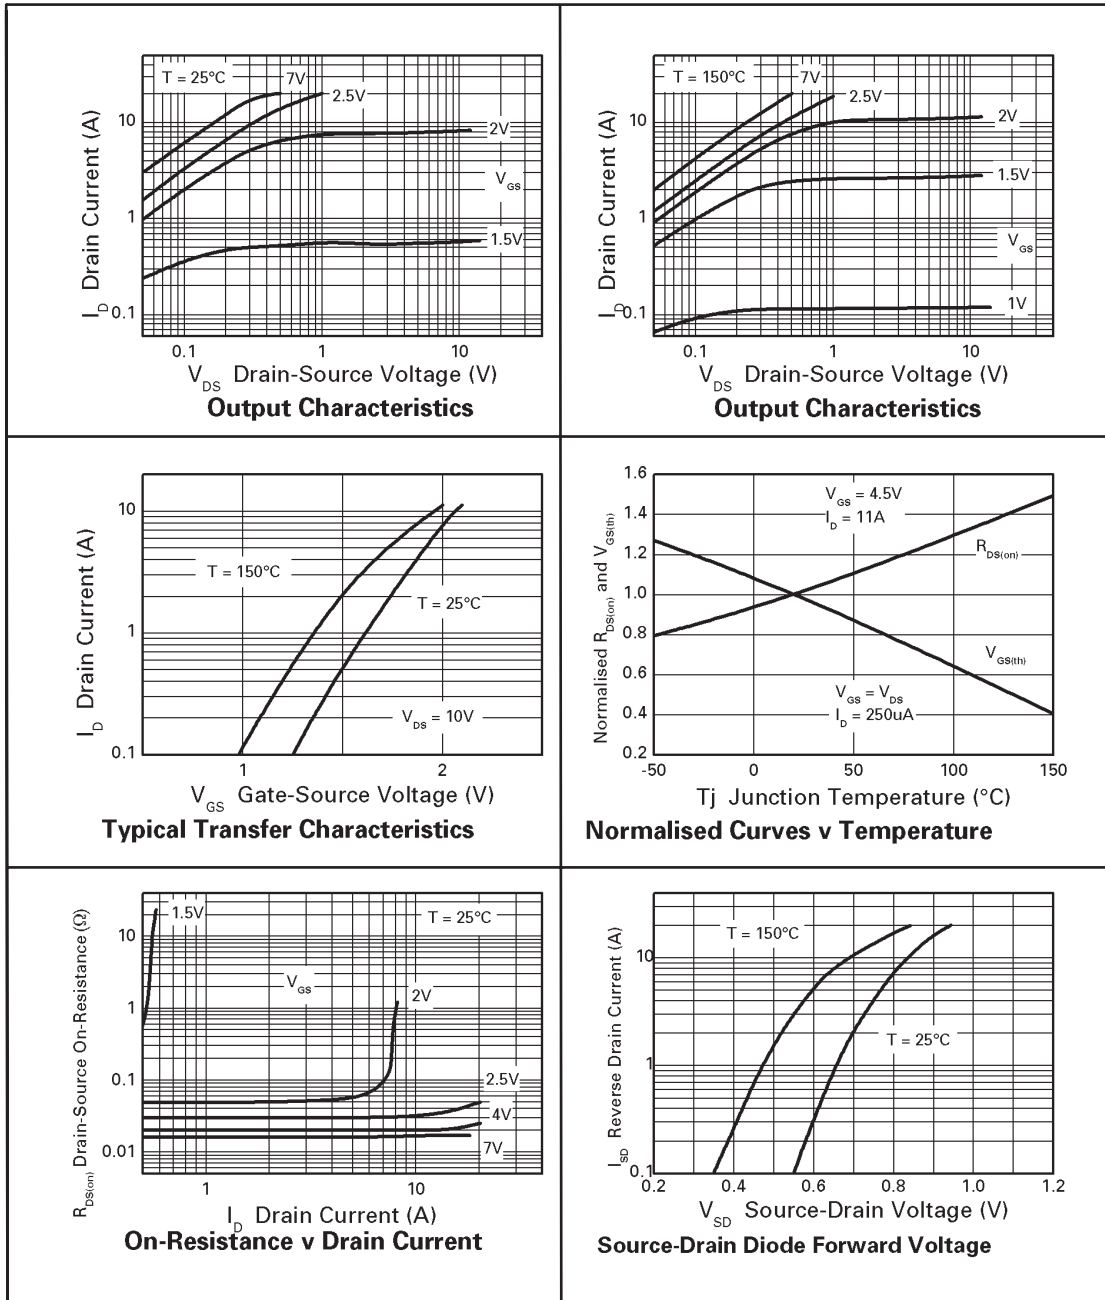 T = 25°C
7V
2.5V
10
2V
V_GS
1
1.5V
0.1
0.1 1 10
I_D Drain Current (A)
V_DS Drain-Source Voltage (V)
Output Characteristics
T = 150°C
7V
2.5V
10
2V
1.5V
1
V_GS
1V
0.1
0.1 1 10
I_D Drain Current (A)
V_DS Drain-Source Voltage (V)
Output Characteristics
10
T = 150°C
T = 25°C
1
V_DS = 10V
0.1
1 2
I_D Drain Current (A)
V_GS Gate-Source Voltage (V)
Typical Transfer Characteristics
1.6
V_GS = 4.5V
I_D = 11A
1.4
R_DS(on)
1.2
1.0
0.8
V_GS(th)
0.6
V_GS = V_DS
I_D = 250uA
0.4
0.2
-50 0 50 100 150
Normalised R_DS(on) and V_GS(th)
Tj Junction Temperature (°C)
Normalised Curves v Temperature
1.5V
T = 25°C
10
V_GS
2V
1
0.1
2.5V
4V
7V
0.01
1 10
R_DS(on) Drain-Source On-Resistance (Ω)
I_D Drain Current (A)
On-Resistance v Drain Current
T = 150°C
10
T = 25°C
1
0.1
0.2 0.4 0.6 0.8 1.0 1.2
I_SD Reverse Drain Current (A)
V_SD Source-Drain Voltage (V)
Source-Drain Diode Forward Voltage